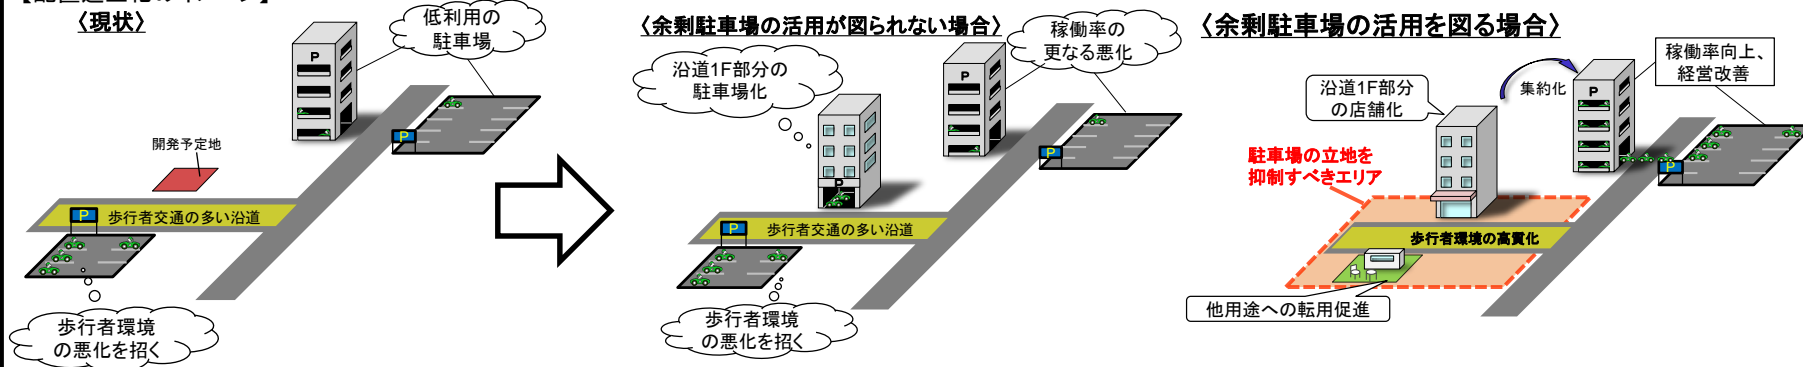 〈現状〉
低利用の
駐車場
P
開発予定地
P
P
歩行者交通の多い沿道
歩行者環境
の悪化を招く
〈余剰駐車場の活用が図られない場合〉
沿道1F部分の
駐車場化
稼働率の
更なる悪化
P
P
P
P
歩行者交通の多い沿道
歩行者環境
の悪化を招く
〈余剰駐車場の活用を図る場合〉
稼働率向上、
経営改善
沿道1F部分
の店舗化
集約化
P
P
駐車場の立地を
抑制すべきエリア
歩行者環境の高質化
他用途への転用促進